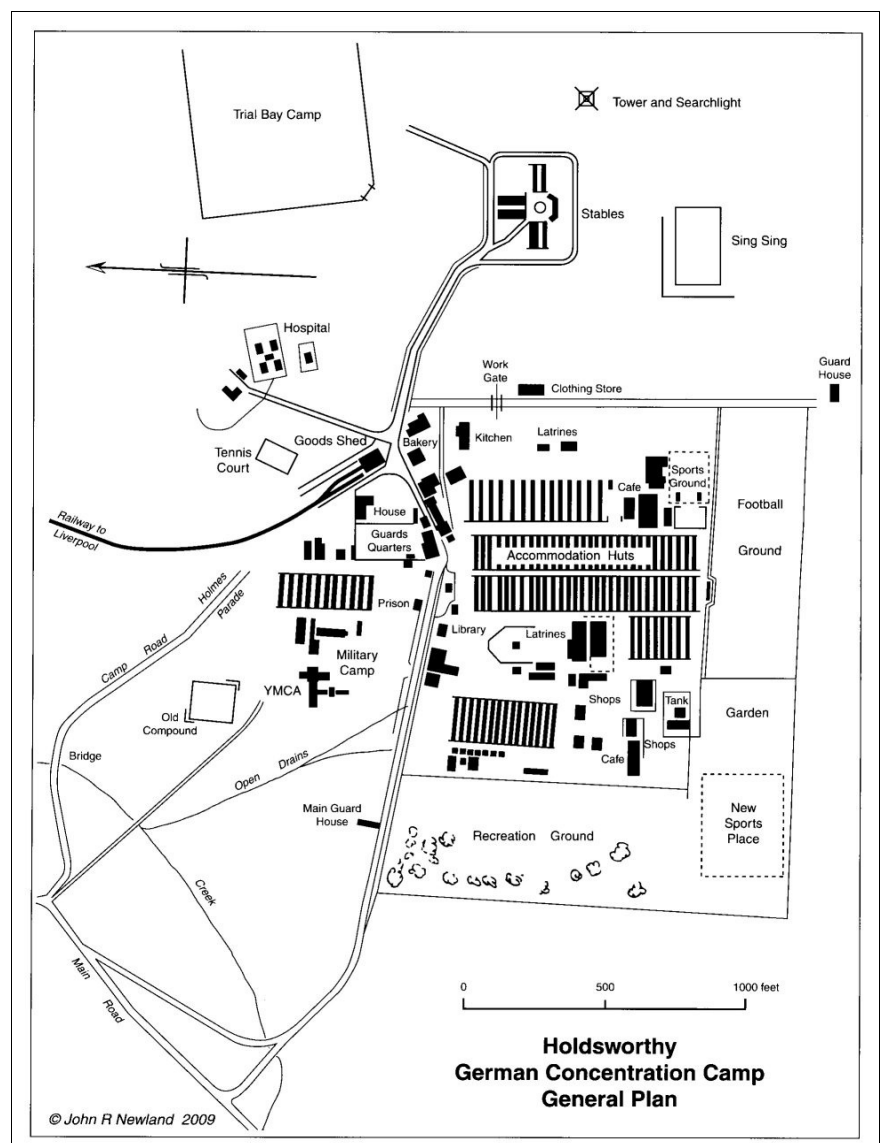 Trial Bay Camp
Tower and Searchlight
Stables
Sing Sing
Hospital
Guard
House
Work
Gate
Clothing Store
Goods Shed
Bakery
Kitchen
Latrines
Tennis
Court
Cafe
Sports
Ground
Football
Ground
House
Railway to
Liverpool
Guards
Quarters
Accommodation Huts
Holmes
Parade
Prison
Library
Latrines
Camp Road
Military
Camp
YMCA
Old
Compound
Shops
Tank
Garden
Bridge
Open Drains
Shops
Cafe
Main Guard
House
Recreation Ground
New
Sports
Place
Creek
Main
Road
0 500 1000 feet
Holdsworthy
German Concentration Camp
General Plan
© John R Newland 2009